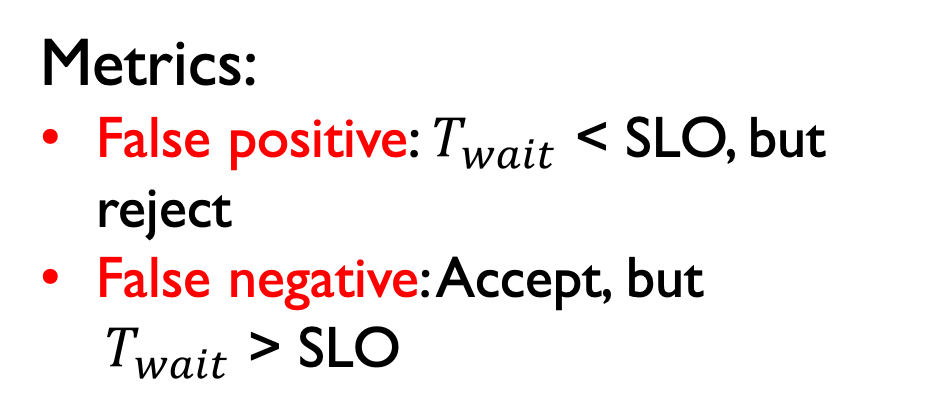 Metrics:
• False positive: T_wait < SLO, but
reject
• False negative: Accept, but
T_wait > SLO